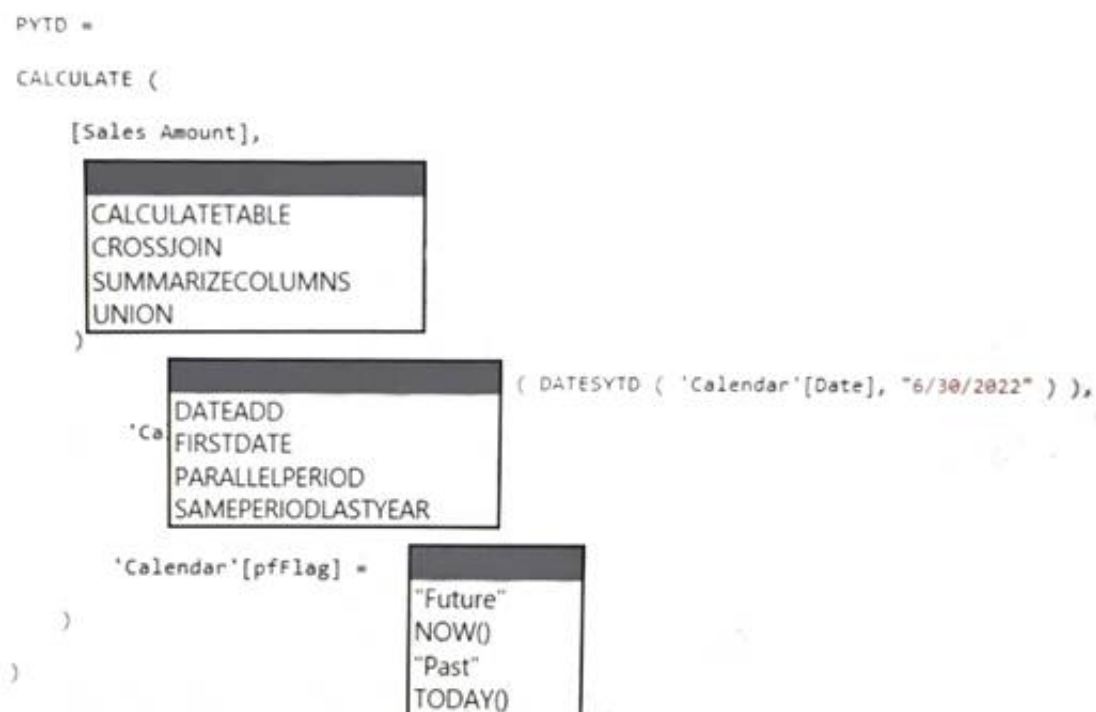 PYTD =
CALCULATE (
[Sales Amount],
CALCULATETABLE
CROSSJOIN
SUMMARIZECOLUMNS
UNION
)
( DATESYTD ( 'Calendar'[Date], "6/30/2022" ) ),
DATEADD
'Ca
FIRSTDATE
PARALLELPERIOD
SAMEPERIODLASTYEAR
'Calendar'[pfFlag] =
"Future"
)
NOW()
"Past"
)
TODAY()